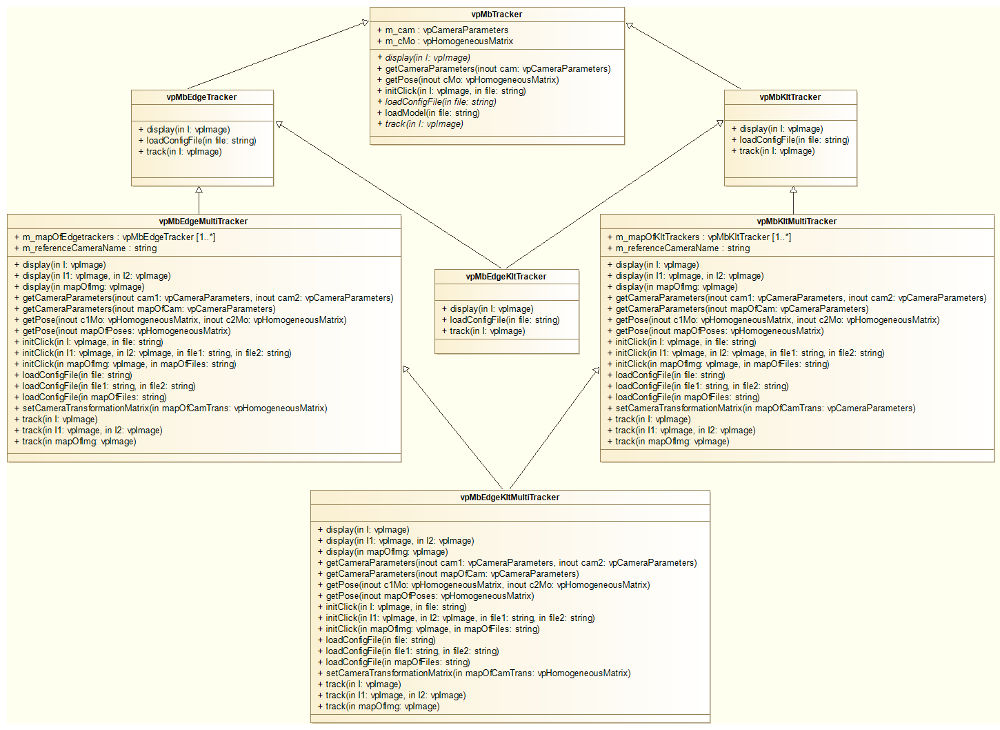 vpMbTracker
+ m_cam : vpCameraParameters
+ m_cMo : vpHomogeneousMatrix
+ display(in I: vpImage)
+ getCameraParameters(inout cam: vpCameraParameters)
+ getPose(inout cMo: vpHomogeneousMatrix)
+ initClick(in I: vpImage, in file: string)
+ loadConfigFile(in file: string)
+ loadModel(in file: string)
+ track(in I: vpImage)
vpMbEdgeTracker
+ display(in I: vpImage)
+ loadConfigFile(in file: string)
+ track(in I: vpImage)
vpMbKltTracker
+ display(in I: vpImage)
+ loadConfigFile(in file: string)
+ track(in I: vpImage)
vpMbEdgeMultiTracker
+ m_mapOfEdgetrackers : vpMbEdgeTracker [1..*]
+ m_referenceCameraName : string
+ display(in I: vpImage)
+ display(in I1: vpImage, in I2: vpImage)
+ display(in mapOfImg: vpImage)
+ getCameraParameters(inout cam1: vpCameraParameters, inout cam2: vpCameraParameters)
+ getCameraParameters(inout mapOfCam: vpCameraParameters)
+ getPose(inout c1Mo: vpHomogeneousMatrix, inout c2Mo: vpHomogeneousMatrix)
+ getPose(inout mapOfPoses: vpHomogeneousMatrix)
+ initClick(in I: vpImage, in file: string)
+ initClick(in I1: vpImage, in I2: vpImage, in file1: string, in file2: string)
+ initClick(in mapOfImg: vpImage, in mapOfFiles: string)
+ loadConfigFile(in file: string)
+ loadConfigFile(in file1: string, in file2: string)
+ loadConfigFile(in mapOfFiles: string)
+ setCameraTransformationMatrix(in mapOfCamTrans: vpHomogeneousMatrix)
+ track(in I: vpImage)
+ track(in I1: vpImage, in I2: vpImage)
+ track(in mapOfImg: vpImage)
vpMbEdgeKltTracker
+ display(in I: vpImage)
+ loadConfigFile(in file: string)
+ track(in I: vpImage)
vpMbKltMultiTracker
+ m_mapOfKltTrackers : vpMbKltTracker [1..*]
+ m_referenceCameraName : string
+ display(in I: vpImage)
+ display(in I1: vpImage, in I2: vpImage)
+ display(in mapOfImg: vpImage)
+ getCameraParameters(inout cam1: vpCameraParameters, inout cam2: vpCameraParameters)
+ getCameraParameters(inout mapOfCam: vpCameraParameters)
+ getPose(inout c1Mo: vpHomogeneousMatrix, inout c2Mo: vpHomogeneousMatrix)
+ getPose(inout mapOfPoses: vpHomogeneousMatrix)
+ initClick(in I: vpImage, in file: string)
+ initClick(in I1: vpImage, in I2: vpImage, in file1: string, in file2: string)
+ initClick(in mapOfImg: vpImage, in mapOfFiles: string)
+ loadConfigFile(in file: string)
+ loadConfigFile(in file1: string, in file2: string)
+ loadConfigFile(in mapOfFiles: string)
+ setCameraTransformationMatrix(in mapOfCamTrans: vpCameraParameters)
+ track(in I: vpImage)
+ track(in I1: vpImage, in I2: vpImage)
+ track(in mapOfImg: vpImage)
vpMbEdgeKltMultiTracker
+ display(in I: vpImage)
+ display(in I1: vpImage, in I2: vpImage)
+ display(in mapOfImg: vpImage)
+ getCameraParameters(inout cam1: vpCameraParameters, inout cam2: vpCameraParameters)
+ getCameraParameters(inout mapOfCam: vpCameraParameters)
+ getPose(inout c1Mo: vpHomogeneousMatrix, inout c2Mo: vpHomogeneousMatrix)
+ getPose(inout mapOfPoses: vpHomogeneousMatrix)
+ initClick(in I: vpImage, in file: string)
+ initClick(in I1: vpImage, in I2: vpImage, in file1: string, in file2: string)
+ initClick(in mapOfImg: vpImage, in mapOfFiles: string)
+ loadConfigFile(in file: string)
+ loadConfigFile(in file1: string, in file2: string)
+ loadConfigFile(in mapOfFiles: string)
+ setCameraTransformationMatrix(in mapOfCamTrans: vpHomogeneousMatrix)
+ track(in I: vpImage)
+ track(in I1: vpImage, in I2: vpImage)
+ track(in mapOfImg: vpImage)